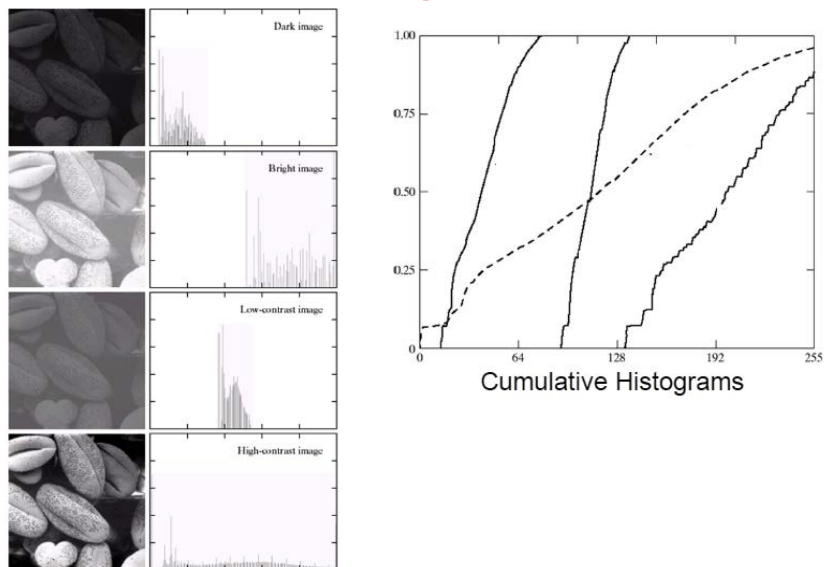 Dark image
Bright image
Low-contrast image
High-contrast image
1.00
0.75
0.50
0.25
0
0
64
128
192
255
Cumulative Histograms